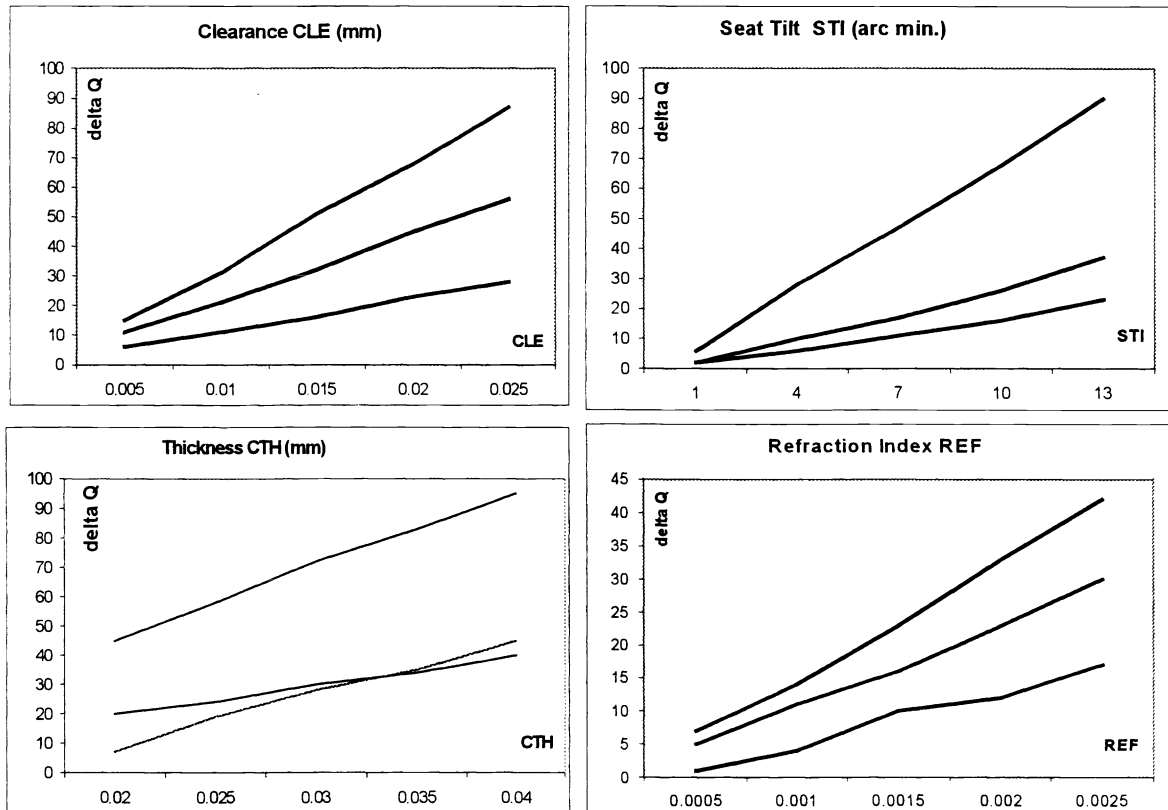 Clearance CLE (mm)
delta Q
100
90
80
70
60
50
40
30
20
10
0
0.005 0.01 0.015 0.02 0.025
CLE
Seat Tilt STI (arc min.)
delta Q
100
90
80
70
60
50
40
30
20
10
0
1 4 7 10 13
STI
Thickness CTH (mm)
delta Q
100
90
80
70
60
50
40
30
20
10
0
0.02 0.025 0.03 0.035 0.04
CTH
Refraction Index REF
delta Q
45
40
35
30
25
20
15
10
5
0
0.0005 0.001 0.0015 0.002 0.0025
REF